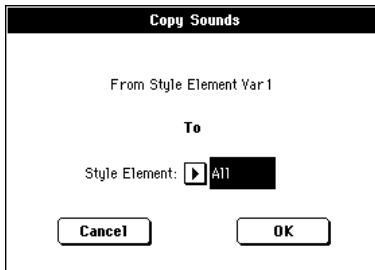 Copy Sounds
From Style Element Var1
To
Style Element: All
Cancel OK